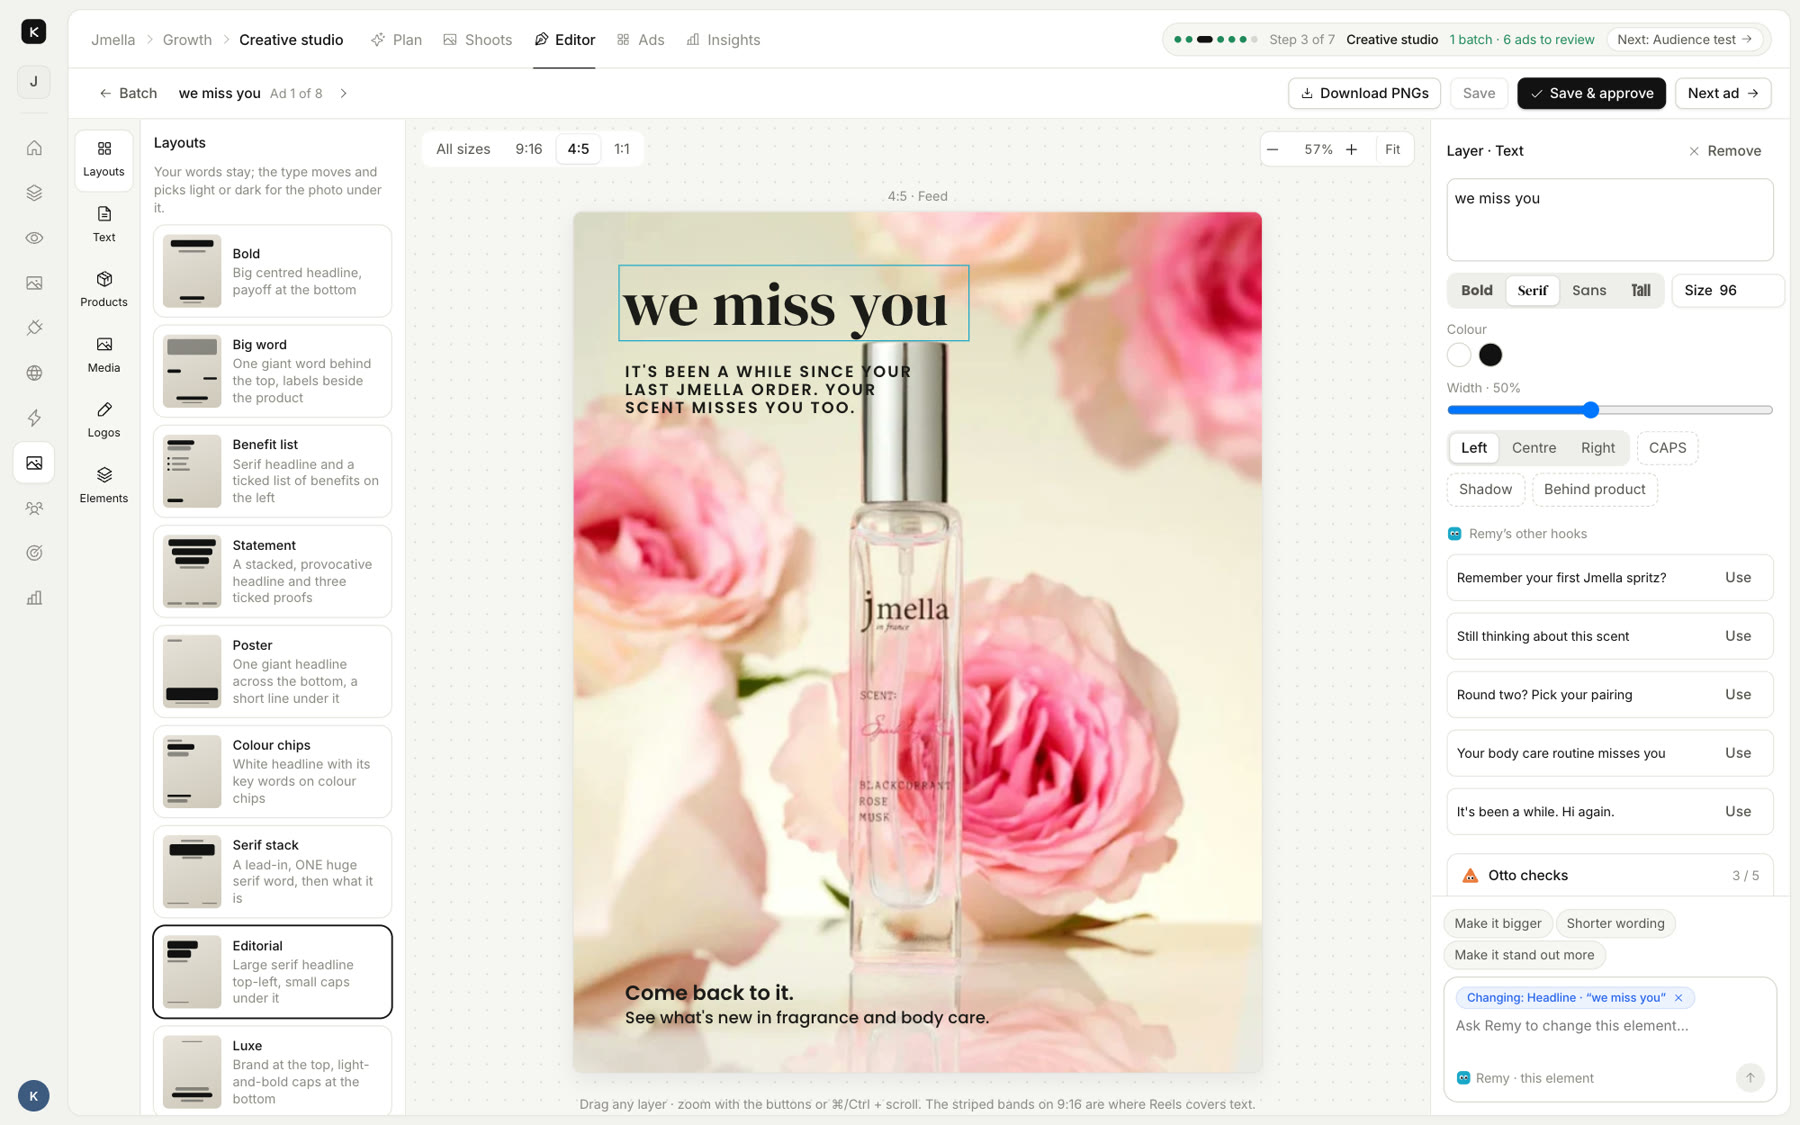 K
Jmella
Growth
Creative studio
Plan
Shoots
Editor
Ads
Insights
Step 3 of 7
Creative studio
1 batch · 6 ads to review
Next: Audience test →
J
← Batch
we miss you
Ad 1 of 8
Download PNGs
Save
Save & approve
Next ad →
Layouts
Text
Products
Media
Logos
Elements
Layouts
Your words stay; the type moves and
picks light or dark for the photo under
it.
Bold
Big centred headline,
payoff at the bottom
Big word
One giant word behind
the top, labels beside
the product
Benefit list
Serif headline and a
ticked list of benefits on
the left
Statement
A stacked, provocative
headline and three
ticked proofs
Poster
One giant headline
across the bottom, a
short line under it
Colour chips
White headline with its
key words on colour
chips
Serif stack
A lead-in, ONE huge
serif word, then what it
is
Editorial
Large serif headline
top-left, small caps
under it
Luxe
Brand at the top, light-
and-bold caps at the
bottom
All sizes
9:16
4:5
1:1
57%
Fit
4:5 · Feed
we miss you
IT'S BEEN A WHILE SINCE YOUR
LAST JMELLA ORDER. YOUR
SCENT MISSES YOU TOO.
jmella
in france
SCENT:
BLACKCURRANT
ROSE
MUSK
Come back to it.
See what's new in fragrance and body care.
Drag any layer · zoom with the buttons or ⌘/Ctrl + scroll. The striped bands on 9:16 are where Reels covers text.
Layer · Text
Remove
we miss you
Bold
Serif
Sans
Tall
Size 96
Colour
Width · 50%
Left
Centre
Right
CAPS
Shadow
Behind product
Remy's other hooks
Remember your first Jmella spritz?
Use
Still thinking about this scent
Use
Round two? Pick your pairing
Use
Your body care routine misses you
Use
It's been a while. Hi again.
Use
Otto checks
3 / 5
Make it bigger
Shorter wording
Make it stand out more
Changing: Headline · “we miss you” ×
Ask Remy to change this element...
Remy · this element
K